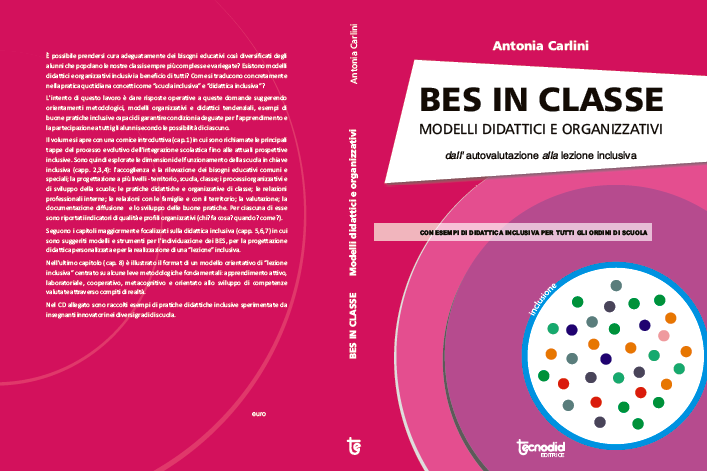 È possibile prendersi cura adeguatamente dei bisogni educativi così diversificati degli
alunni che popolano le nostre classi sempre più complesse e variegate? Esistono modelli
didattici e organizzativi inclusivi a beneficio di tutti? Come si traducono concretamente
nella pratica quotidiana concetti come "scuola inclusiva" e "didattica inclusiva"?
L'intento di questo lavoro è dare risposte operative a queste domande suggerendo
orientamenti metodologici, modelli organizzativi e didattici tendenziali, esempi di
buone pratiche inclusive capaci di garantire condizioni adeguate per l'apprendimento e
la partecipazione a tutti gli alunni secondo le possibilità di ciascuno.
Il volume si apre con una cornice introduttiva (cap.1) in cui sono richiamate le principali
tappe del processo evolutivo dell'integrazione scolastica fino alle attuali prospettive
inclusive. Sono quindi esplorate le dimensioni del funzionamento della scuola in chiave
inclusiva (capp. 2,3,4): l'accoglienza e la rilevazione dei bisogni educativi comuni e
speciali; la progettazione a più livelli - territorio, scuola, classe; i processi organizzativi e
di sviluppo della scuola; le pratiche didattiche e organizzative di classe; le relazioni
professionali interne; le relazioni con le famiglie e con il territorio; la valutazione; la
documentazione diffusiva e lo sviluppo delle buone pratiche. Per ciascuna di esse
sono riportati indicatori di qualità e profili organizzativi (chi? fa cosa? quando? come?).
Seguono i capitoli maggiormente focalizzati sulla didattica inclusiva (capp. 5,6,7) in cui
sono suggeriti modelli e strumenti per l'individuazione dei BES, per la progettazione
didattica personalizzata e per la realizzazione di una "lezione" inclusiva.
Nell'ultimo capitolo (cap. 8) è illustrato il format di un modello orientativo di "lezione
inclusiva" centrato su alcune leve metodologiche fondamentali: apprendimento attivo,
laboratoriale, cooperativo, metacognitivo e orientato allo sviluppo di competenze
valutate attraverso compiti di realtà.
Nel CD allegato sono raccolti esempi di pratiche didattiche inclusive sperimentate da
insegnanti innovatori nei diversi gradi di scuola.
euro
Antonia Carlini
Modelli didattici e organizzativi
BES IN CLASSE
te
Antonia Carlini
BES IN CLASSE
MODELLI DIDATTICI E ORGANIZZATIVI
dall' autovalutazione alla lezione inclusiva
CON ESEMPI DI DIDATTICA INCLUSIVA PER TUTTI GLI ORDINI DI SCUOLA
inclusione
tecnodid
EDITRICE